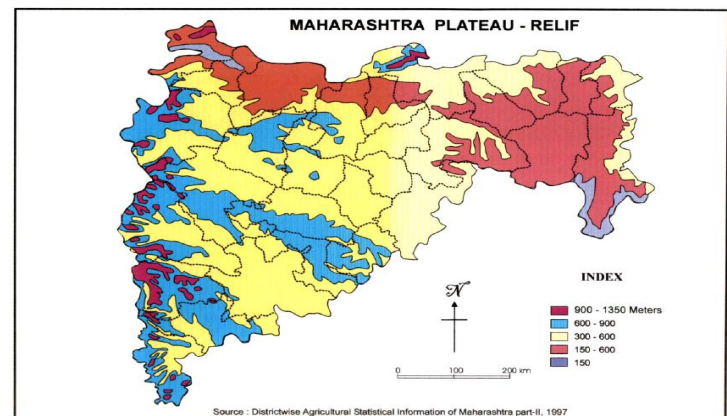 MAHARASHTRA PLATEAU - RELIF
N
INDEX
900 - 1350 Meters
600 - 900
300 - 600
150 - 600
150
0 100 200 km
Source : Districtwise Agricultural Statistical Information of Maharashtra part-II, 1997